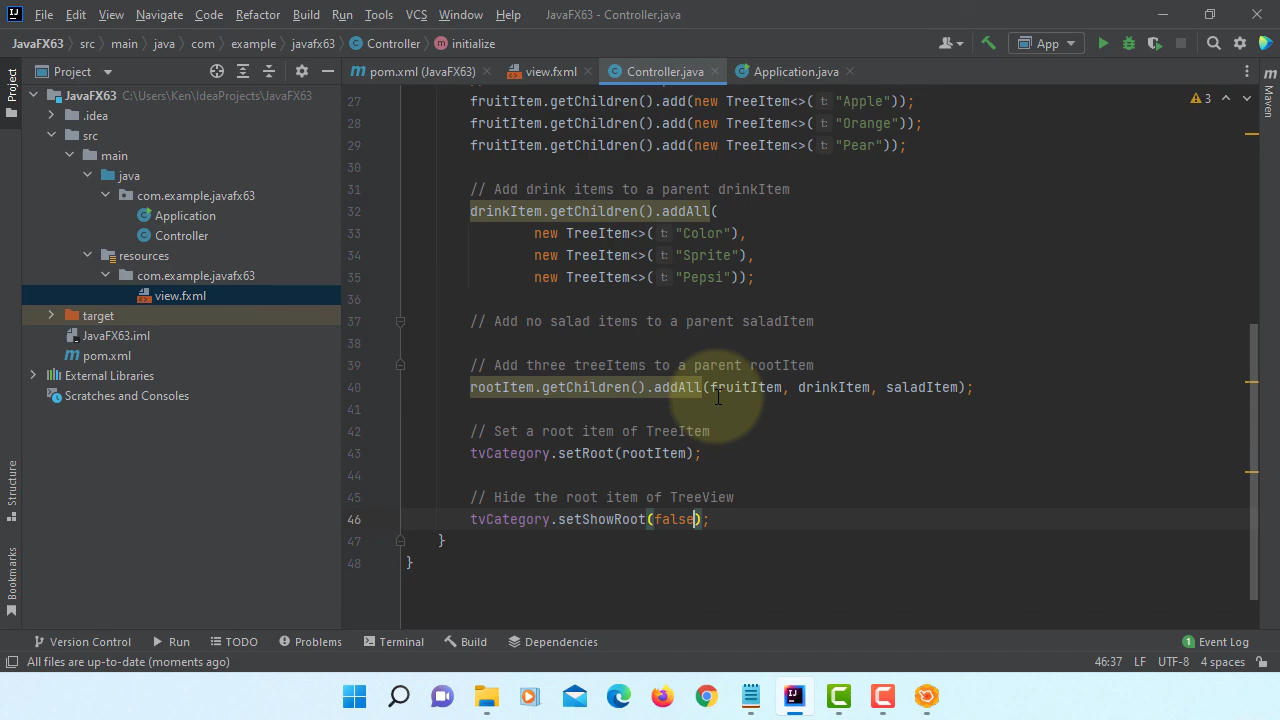 File Edit View Navigate Code Refactor Build Run Tools VCS Window Help JavaFX63 - Controller.java
JavaFX63 src main java com example javafx63 Controller initialize App
Project
Project
pom.xml (JavaFX63) view.fxml Controller.java Application.java
Maven
JavaFX63 C:\Users\Ken\IdeaProjects\JavaFX63
.idea
src
main
java
com.example.javafx63
Application
Controller
resources
com.example.javafx63
view.fxml
target
JavaFX63.iml
pom.xml
External Libraries
Scratches and Consoles
Structure
Bookmarks
3
27 fruitItem.getChildren().add(new TreeItem<>( t: "Apple"));
28 fruitItem.getChildren().add(new TreeItem<>( t: "Orange"));
29 fruitItem.getChildren().add(new TreeItem<>( t: "Pear"));
30
31 // Add drink items to a parent drinkItem
32 drinkItem.getChildren().addAll(
33 new TreeItem<>( t: "Color"),
34 new TreeItem<>( t: "Sprite"),
35 new TreeItem<>( t: "Pepsi"));
36
37 // Add no salad items to a parent saladItem
38
39 // Add three treeItems to a parent rootItem
40 rootItem.getChildren().addAll(fruitItem, drinkItem, saladItem);
41
42 // Set a root item of TreeItem
43 tvCategory.setRoot(rootItem);
44
45 // Hide the root item of TreeView
46 tvCategory.setShowRoot(false);
47 }
48 }
Version Control Run TODO Problems Terminal Build Dependencies 1 Event Log
All files are up-to-date (moments ago) 46:37 LF UTF-8 4 spaces